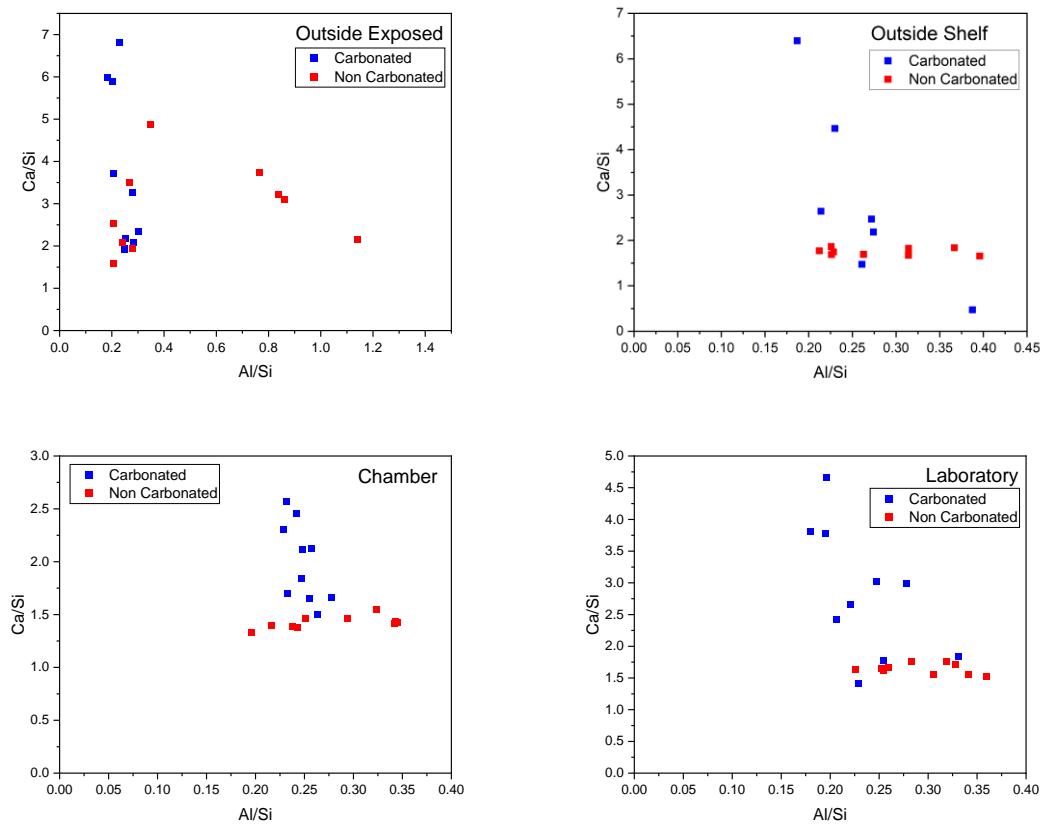 Outside Exposed
Carbonated
Non Carbonated
7
6
5
4
3
2
1
0
Ca/Si
0.0 0.2 0.4 0.6 0.8 1.0 1.2 1.4
Al/Si
Outside Shelf
Carbonated
Non Carbonated
7
6
5
4
3
2
1
0
Ca/Si
0.00 0.05 0.10 0.15 0.20 0.25 0.30 0.35 0.40 0.45
Al/Si
Chamber
Carbonated
Non Carbonated
3.0
2.5
2.0
1.5
1.0
0.5
0.0
Ca/Si
0.00 0.05 0.10 0.15 0.20 0.25 0.30 0.35 0.40
Al/Si
Laboratory
Carbonated
Non Carbonated
5.0
4.5
4.0
3.5
3.0
2.5
2.0
1.5
1.0
0.5
0.0
Ca/Si
0.00 0.05 0.10 0.15 0.20 0.25 0.30 0.35 0.40
Al/Si